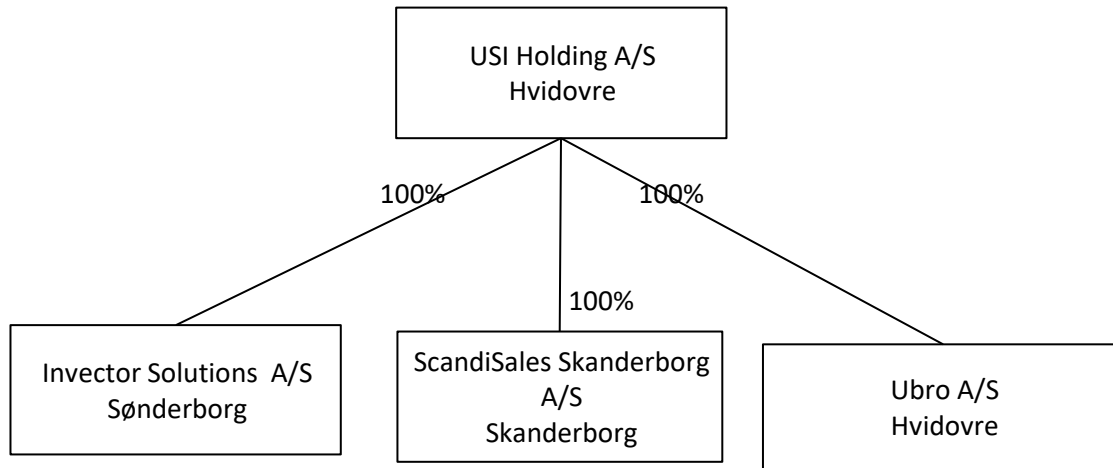 USI Holding A/S
Hvidovre
100%
100%
100%
Invector Solutions A/S
Sønderborg
ScandiSales Skanderborg
A/S
Skanderborg
Ubro A/S
Hvidovre